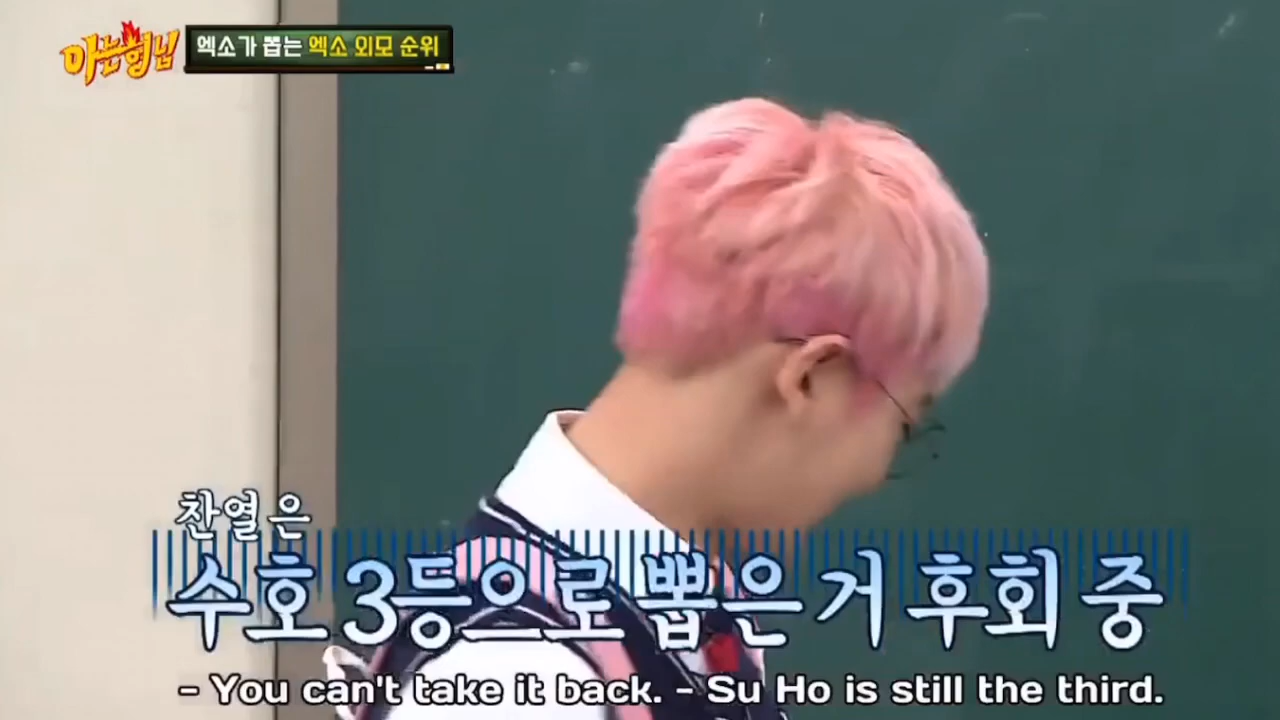 아는형님 엑소가 뽑는 엑소 외모 순위
찬열은
수호 3등으로 뽑은 거 후회 중
- You can't take it back. - Su Ho is still the third.